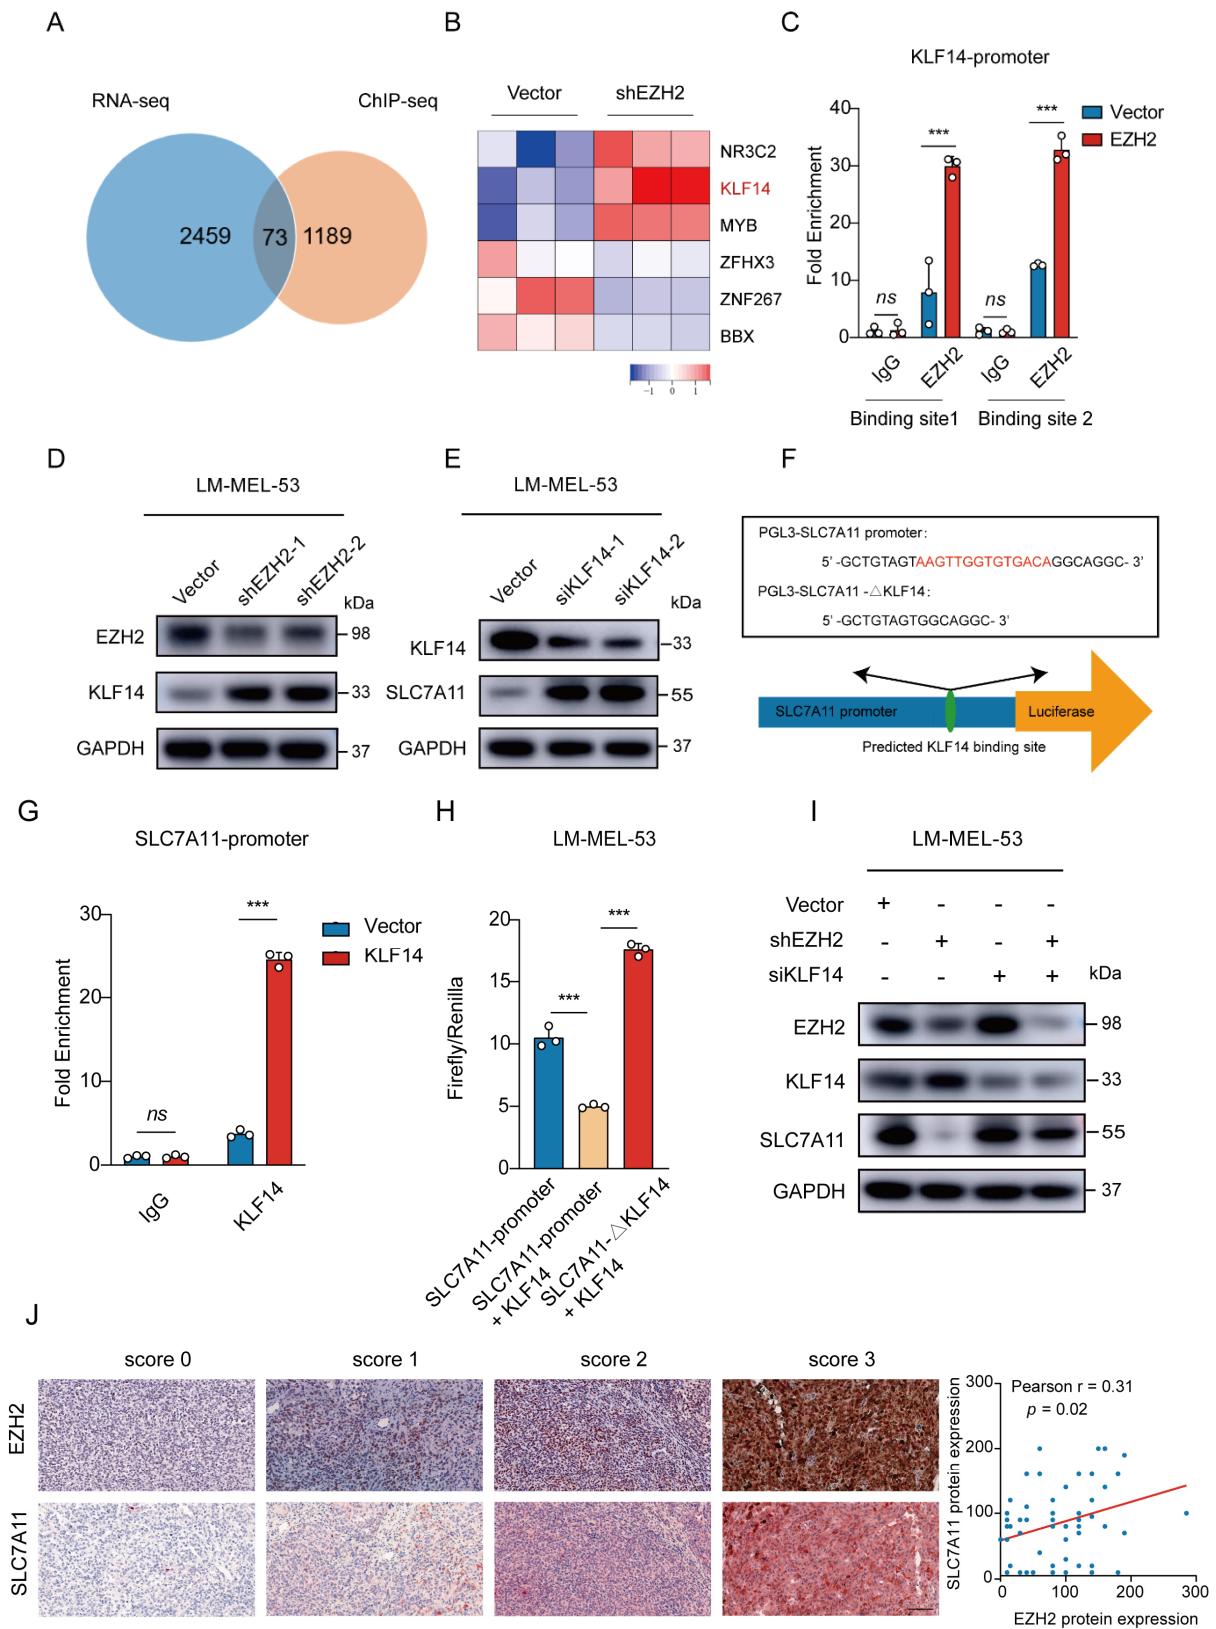 A
RNA-seq
ChIP-seq
2459
73
1189
B
Vector
shEZH2
NR3C2
KLF14
MYB
ZFHX3
ZNF267
BBX
−1
0
1
C
KLF14-promoter
Fold Enrichment
40
30
20
10
0
ns
***
ns
***
Vector
EZH2
IgG
EZH2
IgG
EZH2
Binding site1
Binding site 2
D
LM-MEL-53
Vector
shEZH2-1
shEZH2-2
kDa
EZH2
98
KLF14
33
GAPDH
37
E
LM-MEL-53
Vector
siKLF14-1
siKLF14-2
kDa
KLF14
33
SLC7A11
55
GAPDH
37
F
PGL3-SLC7A11 promoter:
5' -GCTGTAGTAAGTTGGTGTGACAGGCAGGC- 3'
PGL3-SLC7A11 -△KLF14:
5' -GCTGTAGTGGCAGGC- 3'
SLC7A11 promoter
Luciferase
Predicted KLF14 binding site
G
SLC7A11-promoter
Fold Enrichment
30
20
10
0
ns
***
Vector
KLF14
IgG
KLF14
H
LM-MEL-53
Firefly/Renilla
20
15
10
5
0
***
***
SLC7A11-promoter
SLC7A11-promoter
+ KLF14
SLC7A11-△KLF14
+ KLF14
I
LM-MEL-53
Vector + - - -
shEZH2 - + - +
siKLF14 - - + + kDa
EZH2
98
KLF14
33
SLC7A11
55
GAPDH
37
J
score 0
score 1
score 2
score 3
EZH2
SLC7A11
SLC7A11 protein expression
300
200
100
0
Pearson r = 0.31
p = 0.02
0
100
200
300
EZH2 protein expression